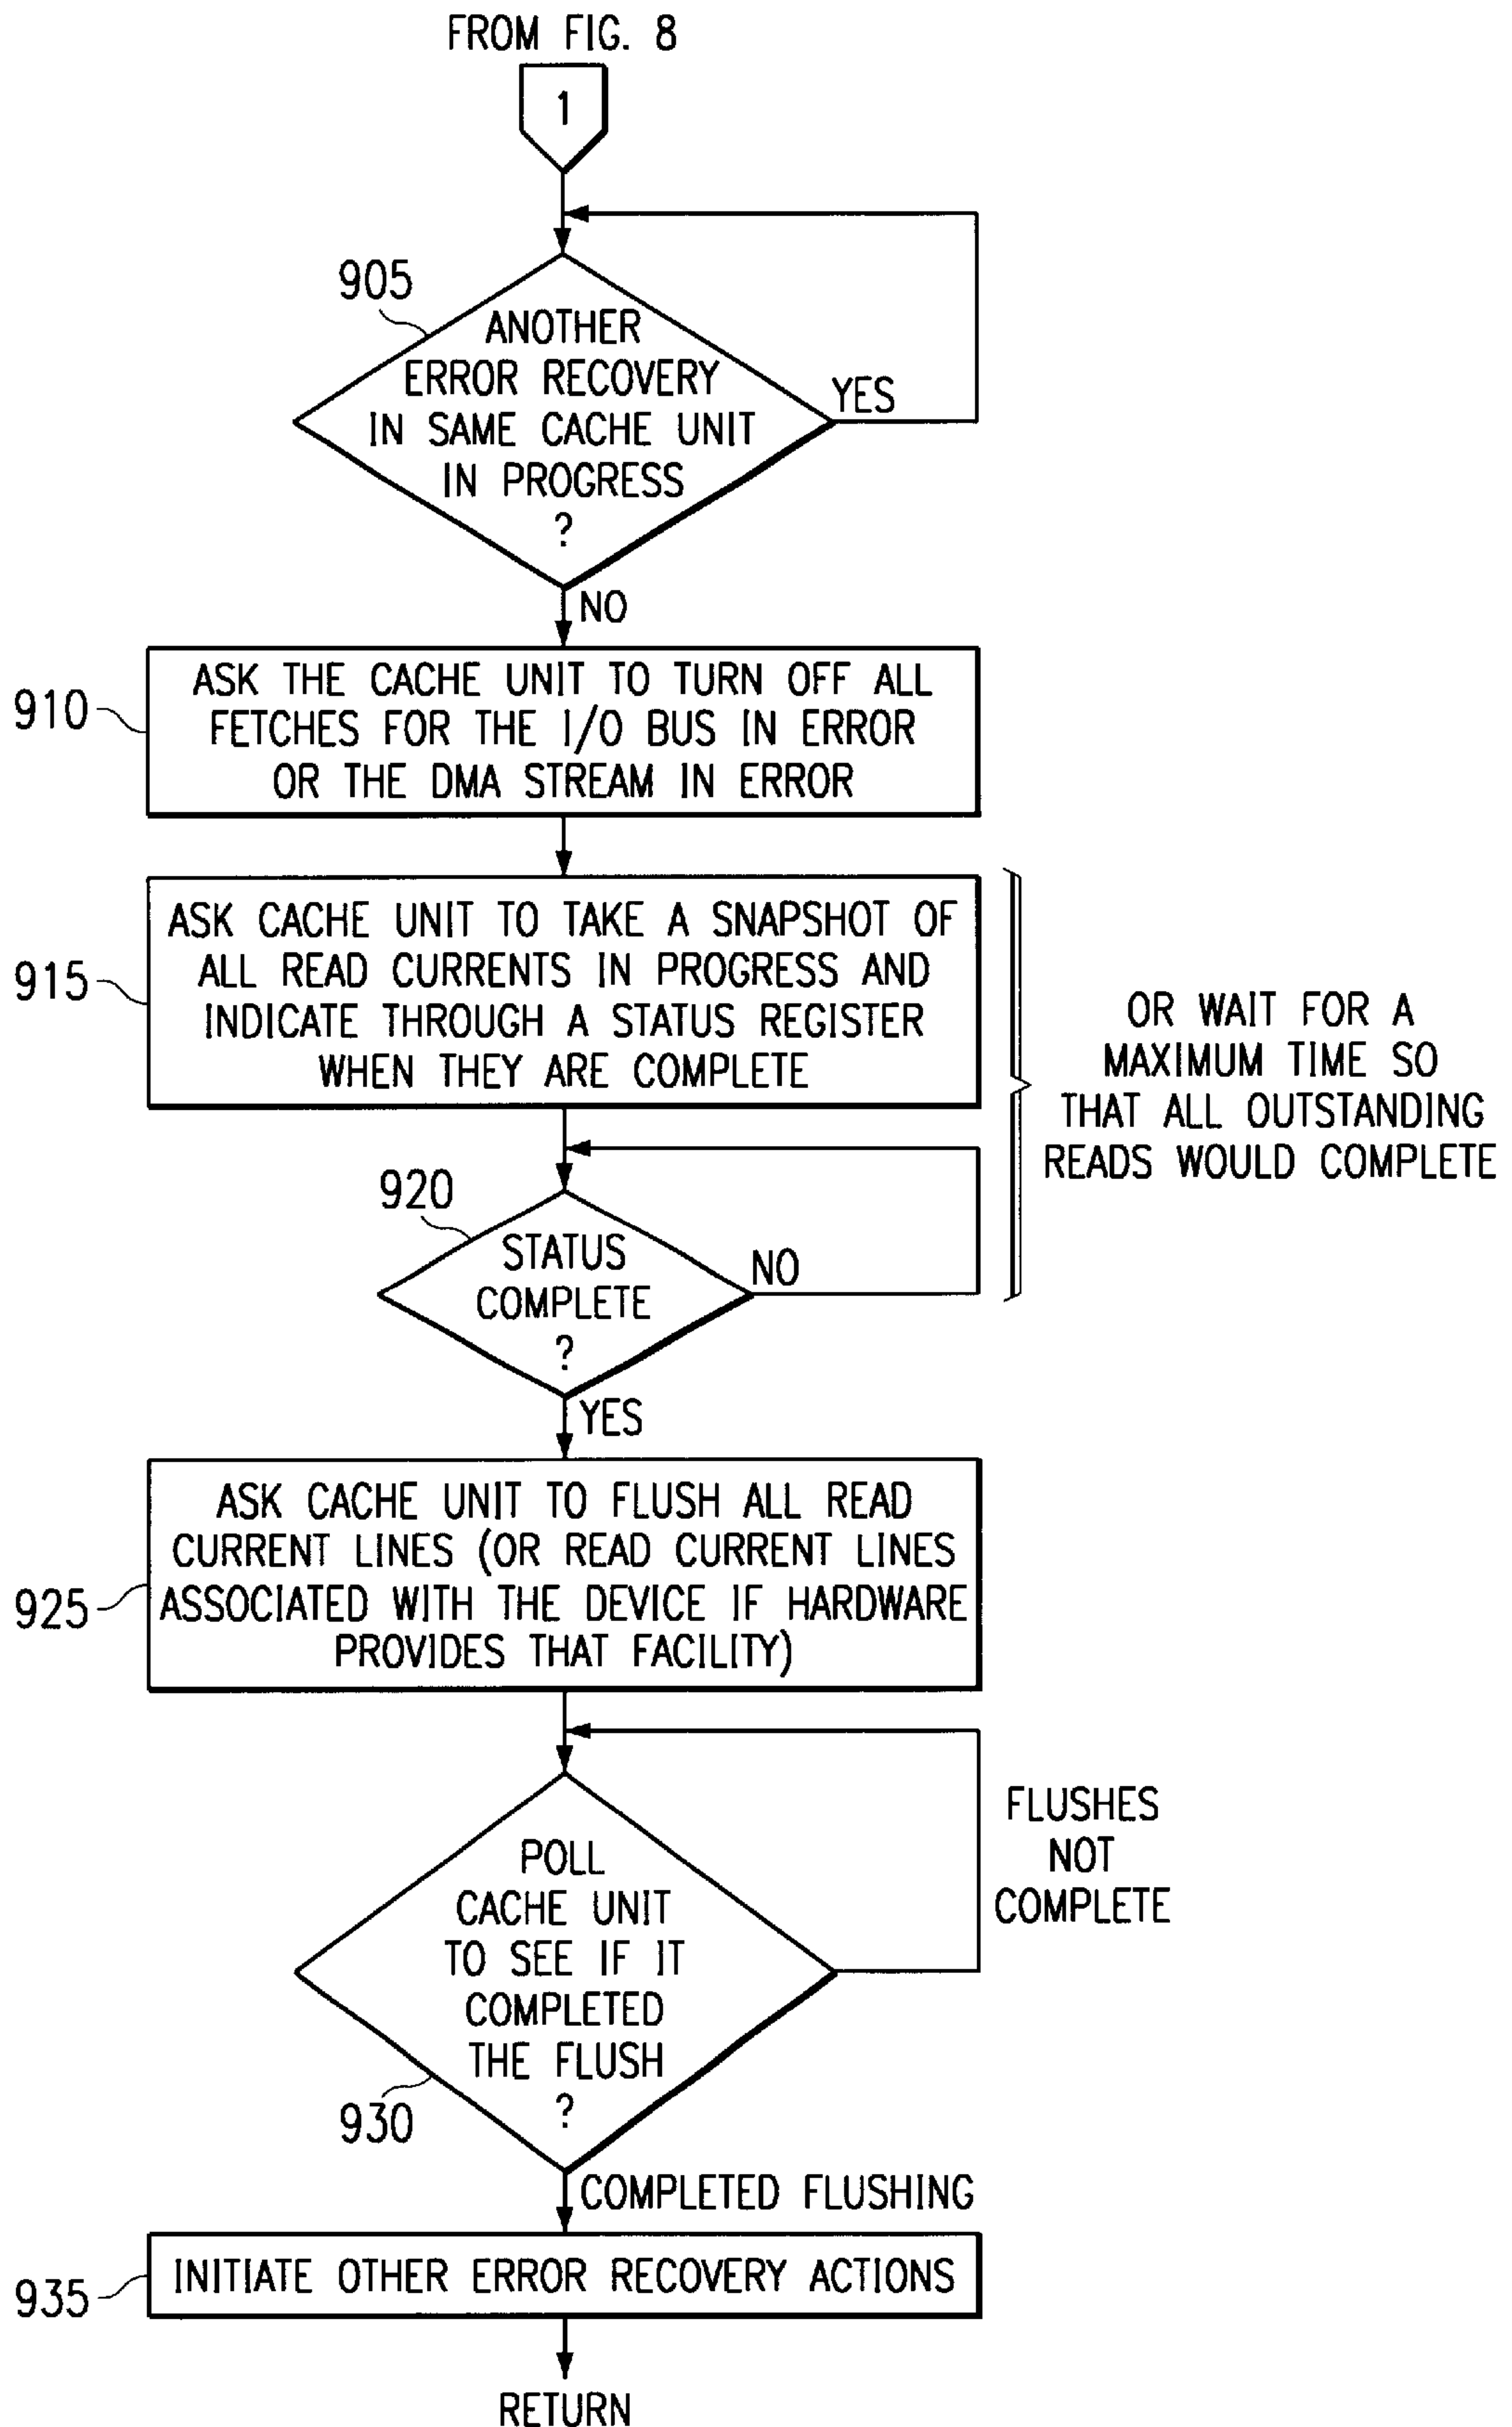 FROM FIG. 8
1
905
ANOTHER
ERROR RECOVERY
IN SAME CACHE UNIT
IN PROGRESS
?
YES
NO
910
ASK THE CACHE UNIT TO TURN OFF ALL
FETCHES FOR THE I/O BUS IN ERROR
OR THE DMA STREAM IN ERROR
915
ASK CACHE UNIT TO TAKE A SNAPSHOT OF
ALL READ CURRENTS IN PROGRESS AND
INDICATE THROUGH A STATUS REGISTER
WHEN THEY ARE COMPLETE
OR WAIT FOR A
MAXIMUM TIME SO
THAT ALL OUTSTANDING
READS WOULD COMPLETE
920
STATUS
COMPLETE
?
NO
YES
925
ASK CACHE UNIT TO FLUSH ALL READ
CURRENT LINES (OR READ CURRENT LINES
ASSOCIATED WITH THE DEVICE IF HARDWARE
PROVIDES THAT FACILITY)
POLL
CACHE UNIT
TO SEE IF IT
COMPLETED
THE FLUSH
?
930
FLUSHES
NOT
COMPLETE
COMPLETED FLUSHING
935
INITIATE OTHER ERROR RECOVERY ACTIONS
RETURN